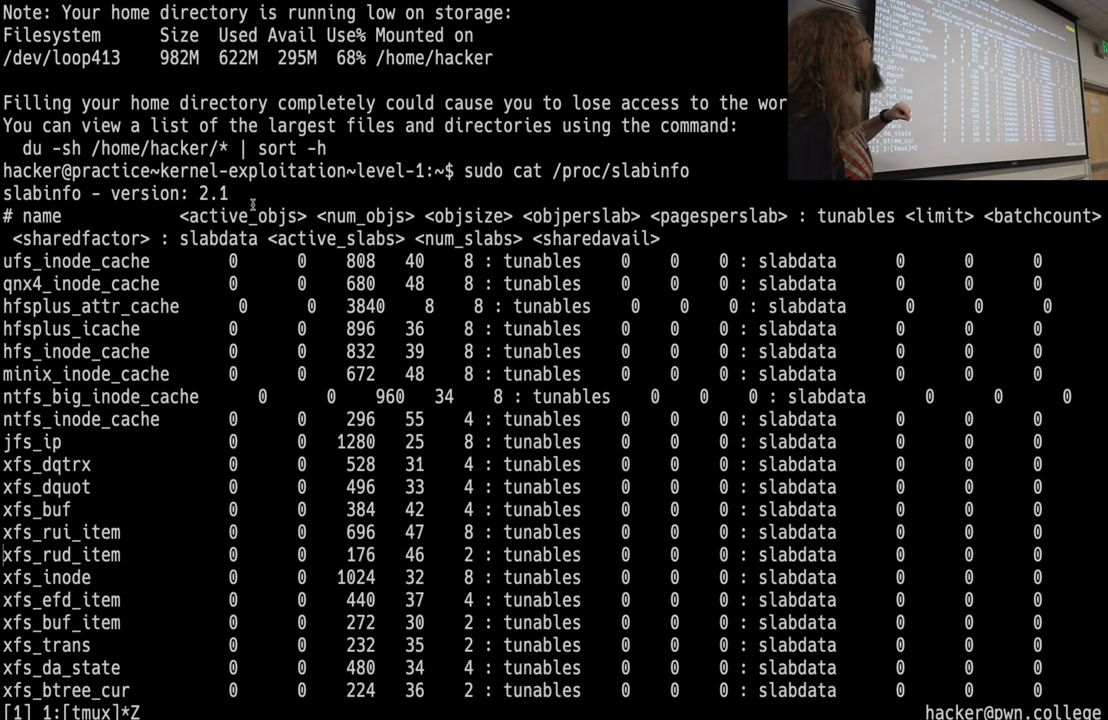 Note: Your home directory is running low on storage:
Filesystem      Size  Used Avail Use% Mounted on
/dev/loop413    982M  622M  295M  68% /home/hacker
Filling your home directory completely could cause you to lose access to the wor
You can view a list of the largest files and directories using the command:
du -sh /home/hacker/* | sort -h
hacker@practice~kernel-exploitation~level-1:~$ sudo cat /proc/slabinfo
slabinfo - version: 2.1
# name            <active_objs> <num_objs> <objsize> <objperslab> <pagesperslab> : tunables <limit> <batchcount>
<sharedfactor> : slabdata <active_slabs> <num_slabs> <sharedavail>
ufs_inode_cache        0      0    808   40    8 : tunables    0    0    0 : slabdata      0      0      0
qnx4_inode_cache       0      0    680   48    8 : tunables    0    0    0 : slabdata      0      0      0
hfsplus_attr_cache      0      0   3840    8    8 : tunables    0    0    0 : slabdata      0      0      0
hfsplus_icache         0      0    896   36    8 : tunables    0    0    0 : slabdata      0      0      0
hfs_inode_cache        0      0    832   39    8 : tunables    0    0    0 : slabdata      0      0      0
minix_inode_cache      0      0    672   48    8 : tunables    0    0    0 : slabdata      0      0      0
ntfs_big_inode_cache      0      0    960   34    8 : tunables    0    0    0 : slabdata      0      0      0
ntfs_inode_cache       0      0    296   55    4 : tunables    0    0    0 : slabdata      0      0      0
jfs_ip                 0      0   1280   25    8 : tunables    0    0    0 : slabdata      0      0      0
xfs_dqtrx              0      0    528   31    4 : tunables    0    0    0 : slabdata      0      0      0
xfs_dquot              0      0    496   33    4 : tunables    0    0    0 : slabdata      0      0      0
xfs_buf                0      0    384   42    4 : tunables    0    0    0 : slabdata      0      0      0
xfs_rui_item           0      0    696   47    8 : tunables    0    0    0 : slabdata      0      0      0
xfs_rud_item           0      0    176   46    2 : tunables    0    0    0 : slabdata      0      0      0
xfs_inode              0      0   1024   32    8 : tunables    0    0    0 : slabdata      0      0      0
xfs_efd_item           0      0    440   37    4 : tunables    0    0    0 : slabdata      0      0      0
xfs_buf_item           0      0    272   30    2 : tunables    0    0    0 : slabdata      0      0      0
xfs_trans              0      0    232   35    2 : tunables    0    0    0 : slabdata      0      0      0
xfs_da_state           0      0    480   34    4 : tunables    0    0    0 : slabdata      0      0      0
xfs_btree_cur          0      0    224   36    2 : tunables    0    0    0 : slabdata      0      0      0
[1] 1:[tmux]*Z hacker@pwn.college